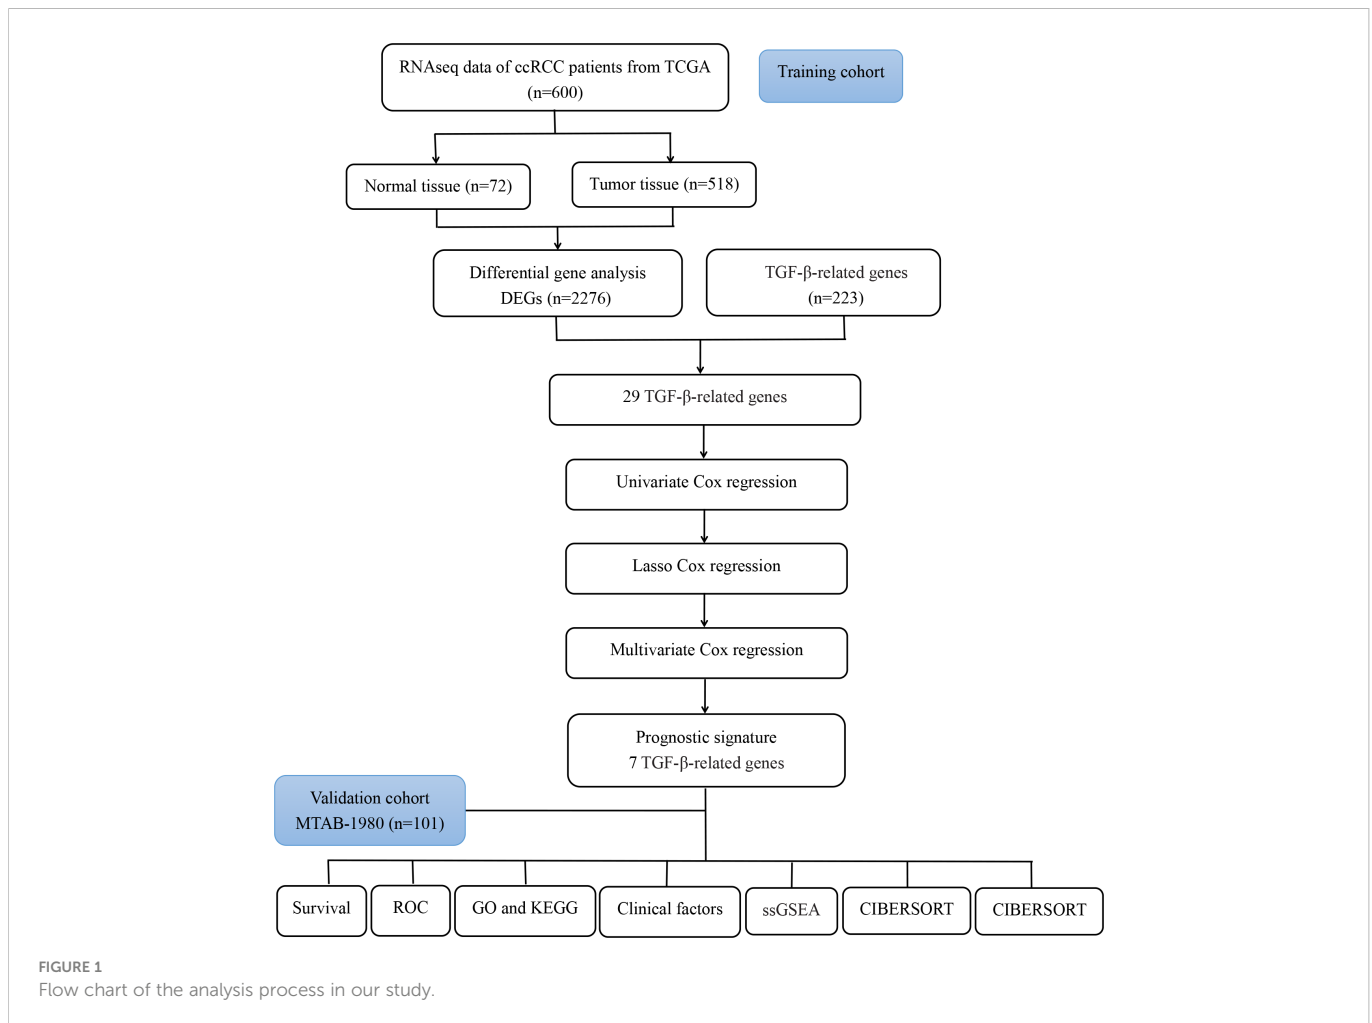 RNAseq data of ccRCC patients from TCGA
(n=600)
Training cohort
Normal tissue (n=72)
Tumor tissue (n=518)
Differential gene analysis
DEGs (n=2276)
TGF-β-related genes
(n=223)
29 TGF-β-related genes
Univariate Cox regression
Lasso Cox regression
Multivariate Cox regression
Prognostic signature
7 TGF-β-related genes
Validation cohort
MTAB-1980 (n=101)
Survival
ROC
GO and KEGG
Clinical factors
ssGSEA
CIBERSORT
CIBERSORT
FIGURE 1
Flow chart of the analysis process in our study.